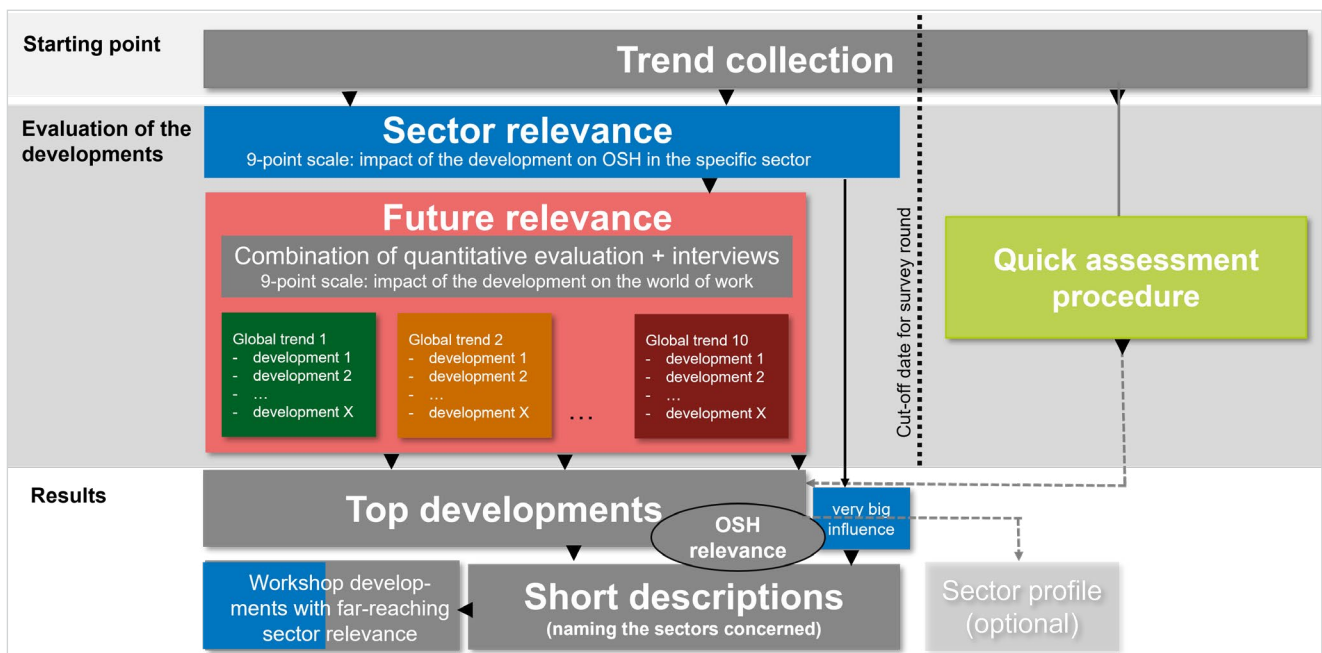 Starting point
Trend collection
Evaluation of the
developments
Sector relevance
9-point scale: impact of the development on OSH in the specific sector
Future relevance
Combination of quantitative evaluation + interviews
9-point scale: impact of the development on the world of work
Global trend 1
- development 1
- development 2
- …
- development X
Global trend 2
- development 1
- development 2
- …
- development X
…
Global trend 10
- development 1
- development 2
- …
- development X
Cut-off date for survey round
Quick assessment
procedure
Results
Top developments
OSH
relevance
very big
influence
Workshop develop-
ments with far-reaching
sector relevance
Short descriptions
(naming the sectors concerned)
Sector profile
(optional)